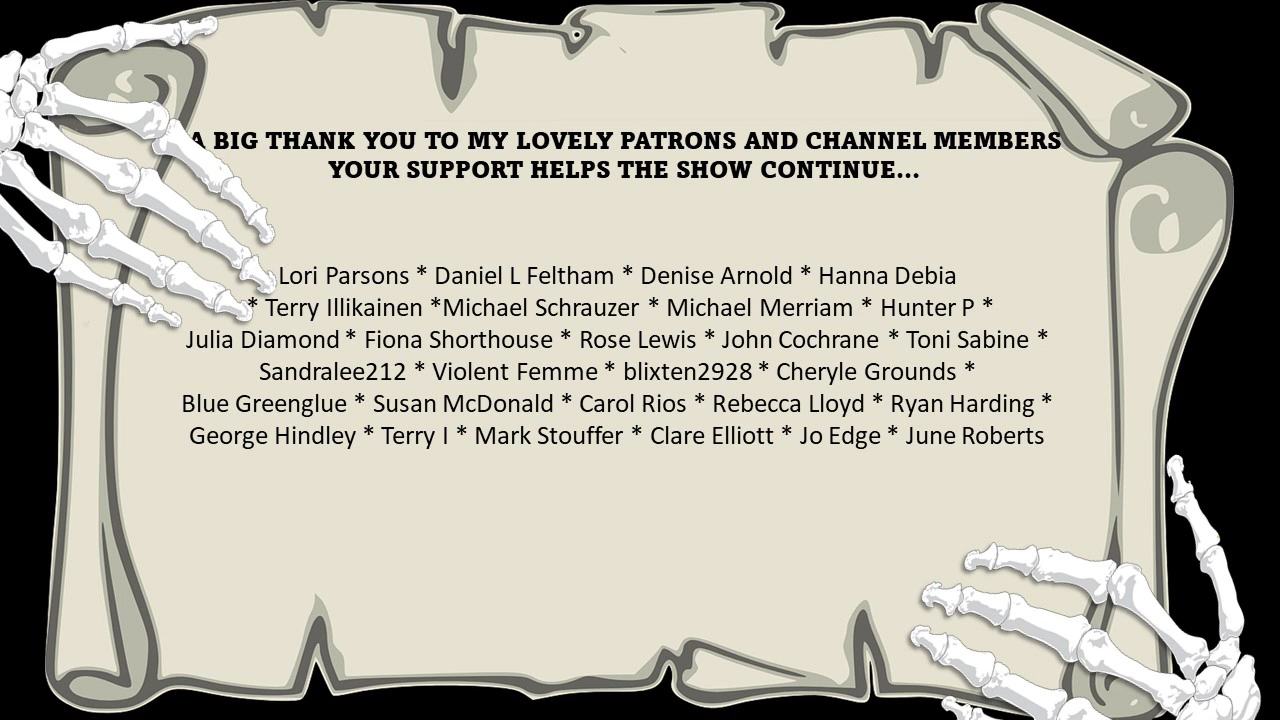 A BIG THANK YOU TO MY LOVELY PATRONS AND CHANNEL MEMBERS
YOUR SUPPORT HELPS THE SHOW CONTINUE...
Lori Parsons * Daniel L Feltham * Denise Arnold * Hanna Debia
* Terry Illikainen *Michael Schrauzer * Michael Merriam * Hunter P *
Julia Diamond * Fiona Shorthouse * Rose Lewis * John Cochrane * Toni Sabine *
Sandralee212 * Violent Femme * blixten2928 * Cheryle Grounds *
Blue Greenglue * Susan McDonald * Carol Rios * Rebecca Lloyd * Ryan Harding *
George Hindley * Terry I * Mark Stouffer * Clare Elliott * Jo Edge * June Roberts